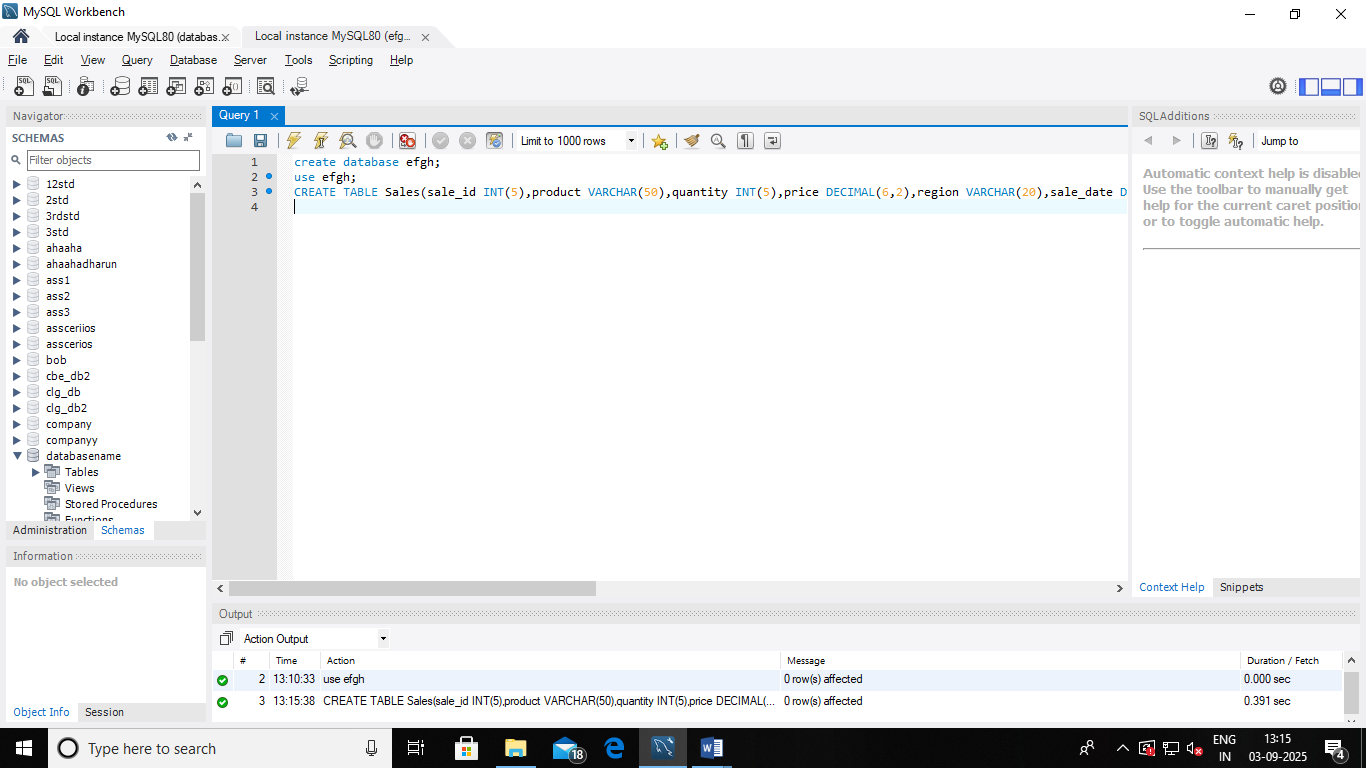 MySQL Workbench
Local instance MySQL80 (databas...
Local instance MySQL80 (efg...
File Edit View Query Database Server Tools Scripting Help
Navigator
SCHEMAS
Filter objects
12std
2std
3rdstd
3std
ahaaha
ahaahadharun
ass1
ass2
ass3
assceriios
asscerios
bob
cbe_db2
clg_db
clg_db2
company
companyy
databasename
Tables
Views
Stored Procedures
Functions
Administration Schemas
Information
No object selected
Object Info Session
Query 1
Limit to 1000 rows
1 create database efgh;
2 use efgh;
3 CREATE TABLE Sales(sale_id INT(5),product VARCHAR(50),quantity INT(5),price DECIMAL(6,2),region VARCHAR(20),sale_date D
4
SQLAdditions
Jump to
Automatic context help is disable
Use the toolbar to manually get
help for the current caret position
or to toggle automatic help.
Context Help Snippets
Output
Action Output
# Time Action Message Duration / Fetch
2 13:10:33 use efgh 0 row(s) affected 0.000 sec
3 13:15:38 CREATE TABLE Sales(sale_id INT(5),product VARCHAR(50),quantity INT(5),price DECIMAL(... 0 row(s) affected 0.391 sec
Type here to search
18
ENG
IN
13:15
03-09-2025
4